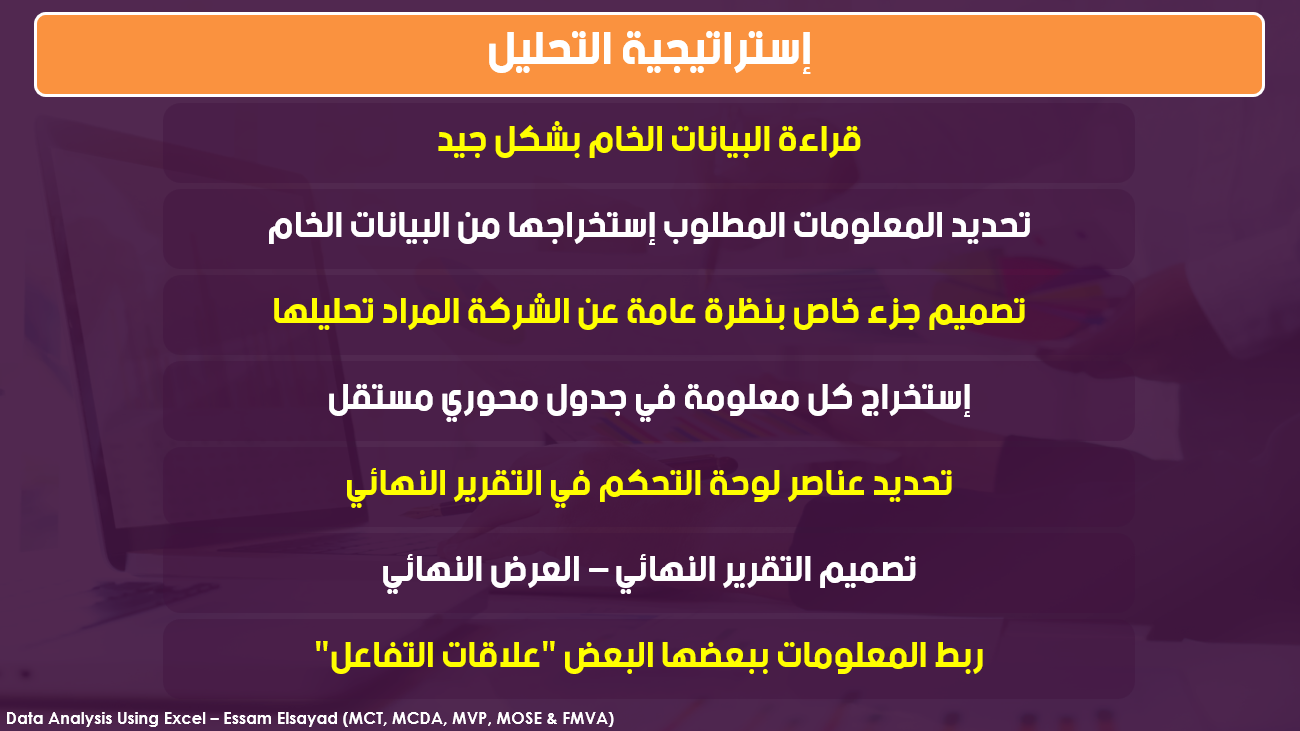 إستراتيجية التحليل
قراءة البيانات الخام بشكل جيد
تحديد المعلومات المطلوب إستخراجها من البيانات الخام
تصميم جزء خاص بنظرة عامة عن الشركة المراد تحليلها
إستخراج كل معلومة في جدول محوري مستقل
تحديد عناصر لوحة التحكم في التقرير النهائي
تصميم التقرير النهائي – العرض النهائي
ربط المعلومات ببعضها البعض "علاقات التفاعل"
Data Analysis Using Excel – Essam Elsayad (MCT, MCDA, MVP, MOSE & FMVA)